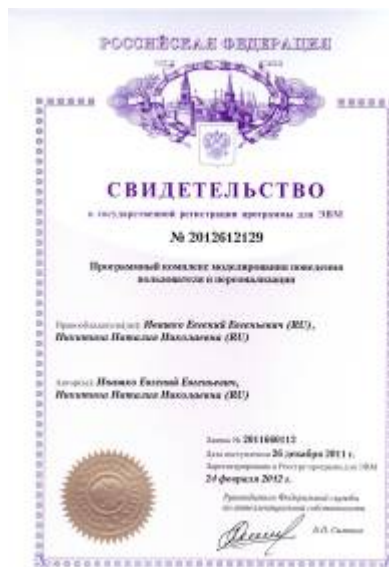 РОССИЙСКАЯ ФЕДЕРАЦИЯ
СВИДЕТЕЛЬСТВО
о государственной регистрации программы для ЭВМ
№ 2012612129
Программный комплекс моделирования поведения
пользователя и персонализации
Правообладатель(ли): Ивашко Евгений Евгеньевич (RU),
Никитина Наталия Николаевна (RU)
Автор(ы): Ивашко Евгений Евгеньевич,
Никитина Наталия Николаевна (RU)
Заявка № 2011660112
Дата поступления 26 декабря 2011 г.
Зарегистрировано в Реестре программ для ЭВМ
24 февраля 2012 г.
Руководитель Федеральной службы
по интеллектуальной собственности
Б.П. Симонов